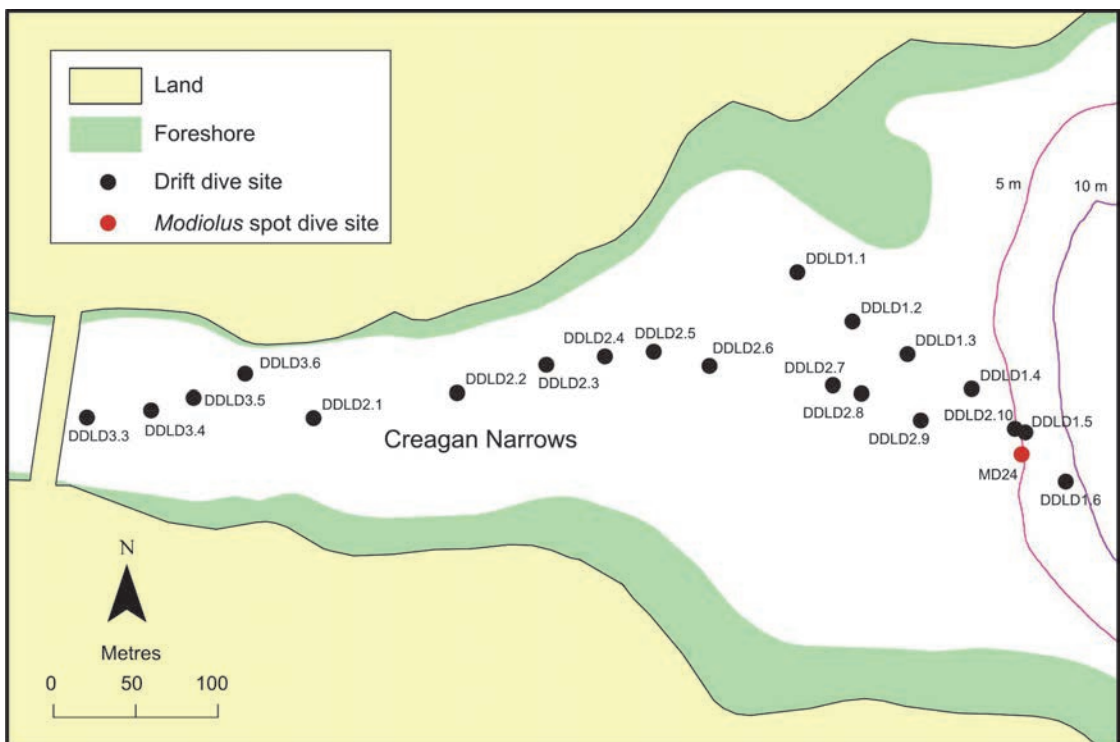 Land
Foreshore
Drift dive site
Modiolus spot dive site
5 m
10 m
DDLD1.1
DDLD1.2
DDLD1.3
DDLD1.4
DDLD1.5
DDLD1.6
DDLD2.1
DDLD2.2
DDLD2.3
DDLD2.4
DDLD2.5
DDLD2.6
DDLD2.7
DDLD2.8
DDLD2.9
DDLD2.10
DDLD3.3
DDLD3.4
DDLD3.5
DDLD3.6
MD24
Creagan Narrows
N
Metres
0 50 100